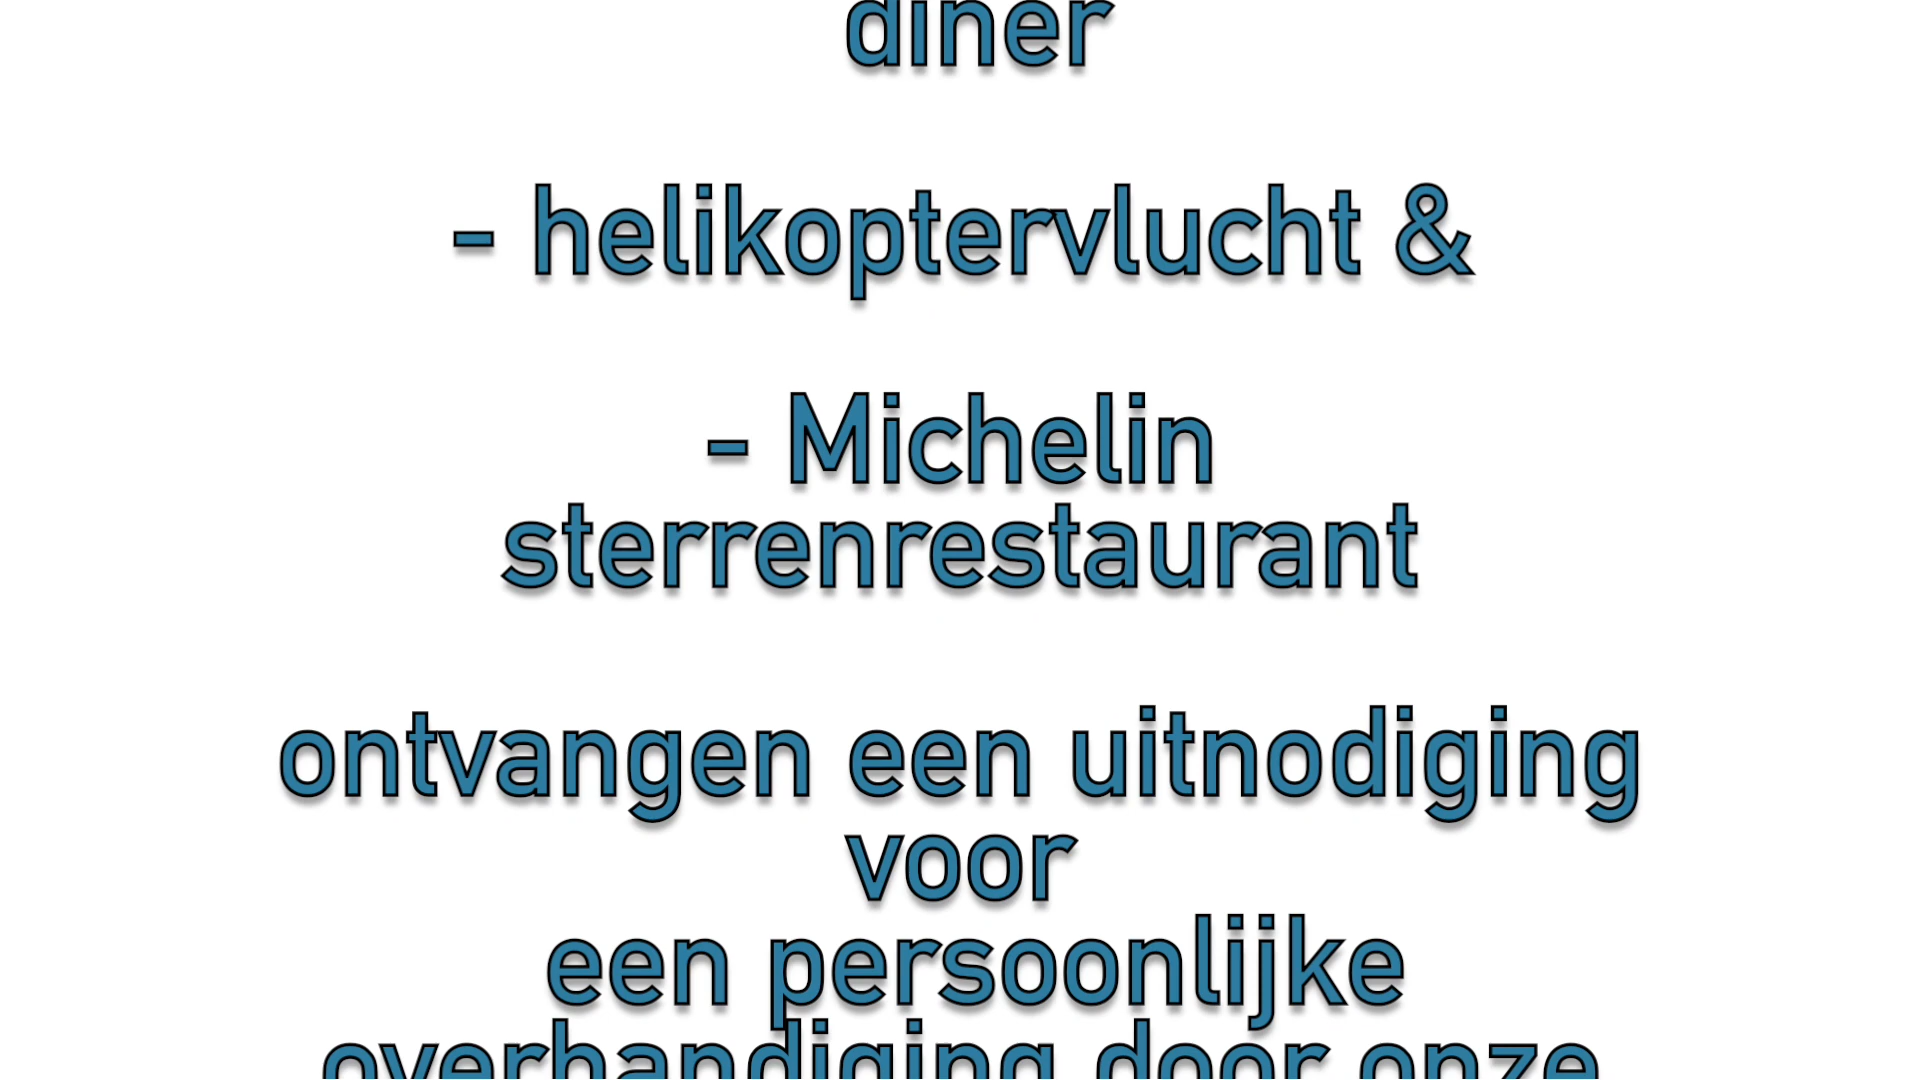 diner
- helikoptervlucht &
- Michelin
sterrenrestaurant
ontvangen een uitnodiging
voor
een persoonlijke
overhandiging door onze